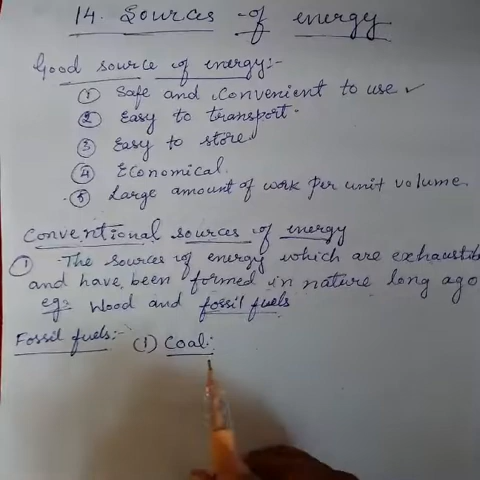 14. Sources of energy
Good source of energy:-
① Safe and convenient to use ✓
② Easy to transport.
③ Easy to store
④ Economical.
⑤ Large amount of work per unit volume.
Conventional sources of energy
① The sources of energy which are exhaustib
and have been formed in nature long ago
eg:- Wood and fossil fuels
Fossil fuels:- (1) Coal:-